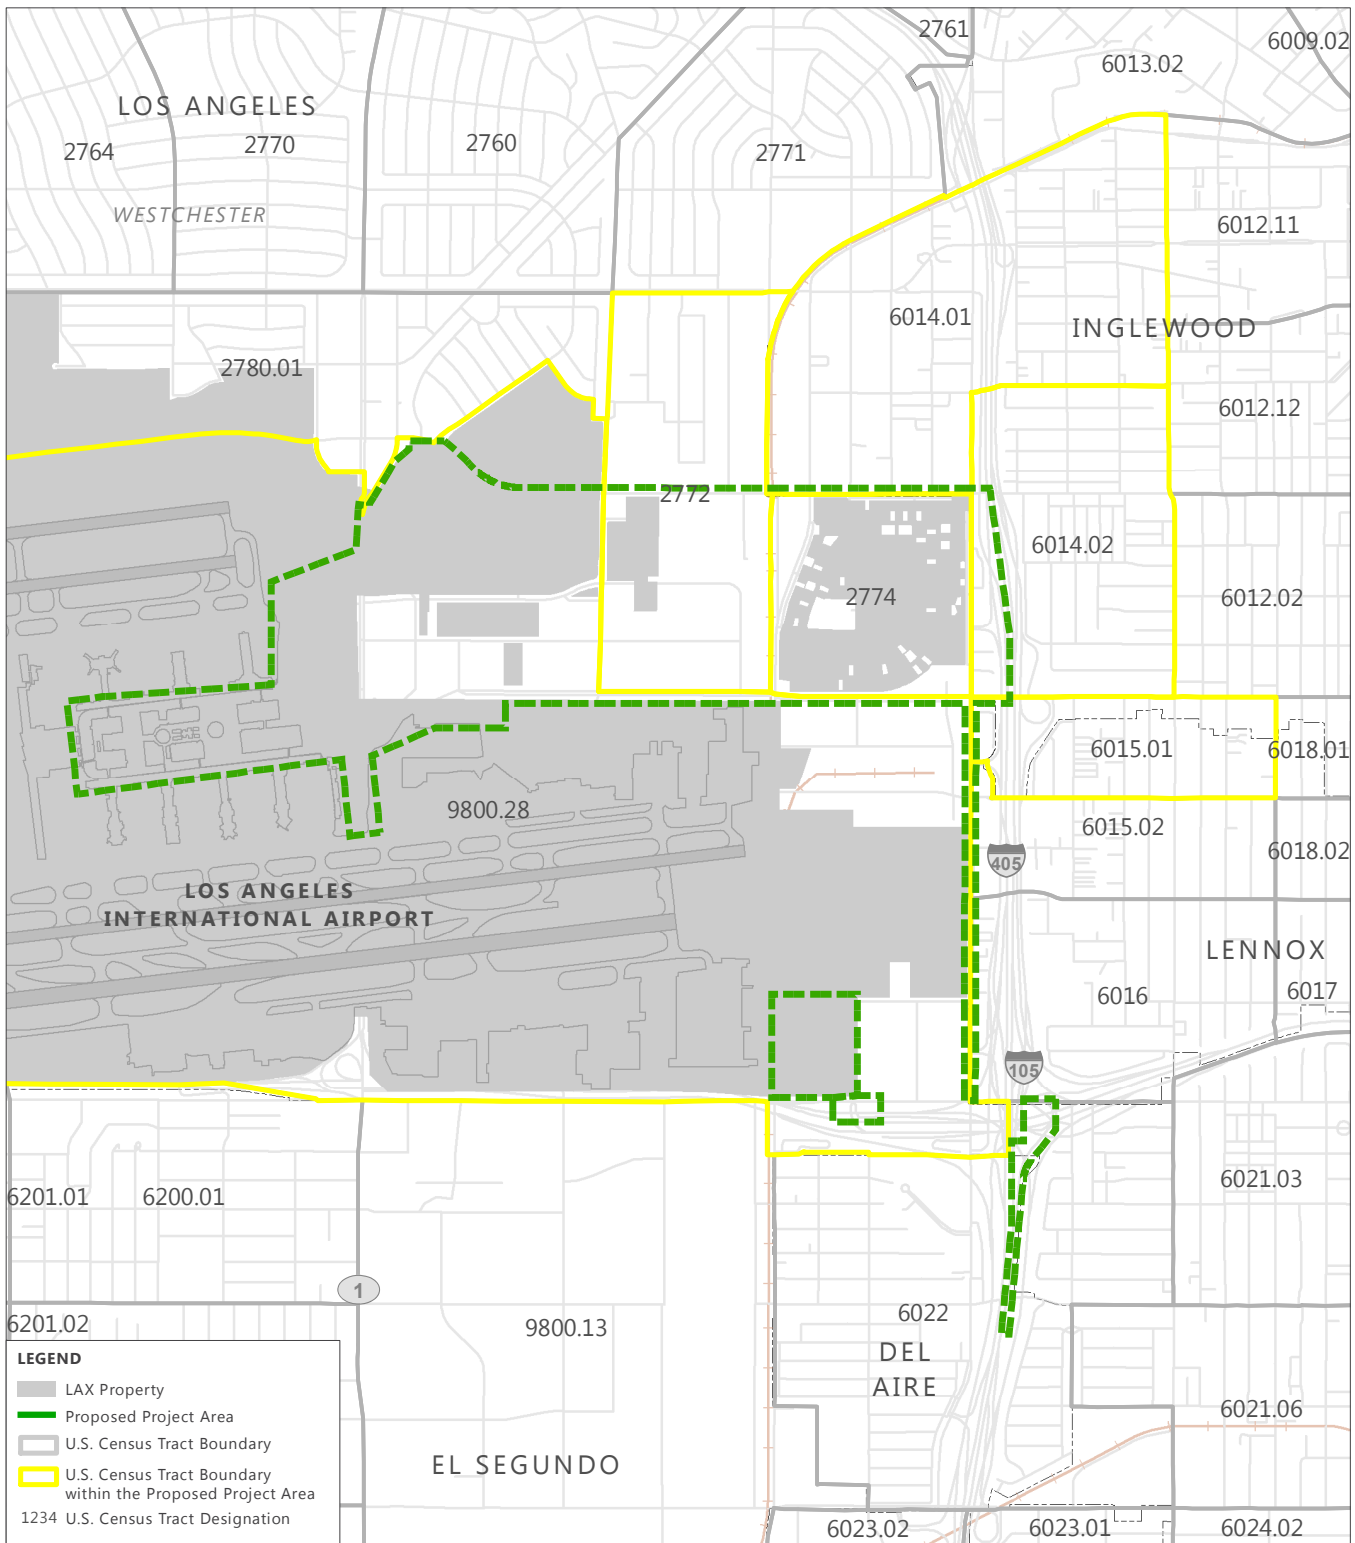 2761
6009.02
6013.02
LOS ANGELES
2764
2770
2760
2771
WESTCHESTER
6012.11
6014.01
INGLEWOOD
2780.01
6012.12
2772
6014.02
2774
6012.02
6015.01
6018.01
9800.28
6015.02
6018.02
405
LOS ANGELES
INTERNATIONAL AIRPORT
LENNOX
6016
6017
105
6201.01
6200.01
6021.03
1
6201.02
9800.13
6022
DEL
AIRE
6021.06
EL SEGUNDO
6023.02
6023.01
6024.02
LEGEND
LAX Property
Proposed Project Area
U.S. Census Tract Boundary
U.S. Census Tract Boundary
within the Proposed Project Area
1234 U.S. Census Tract Designation